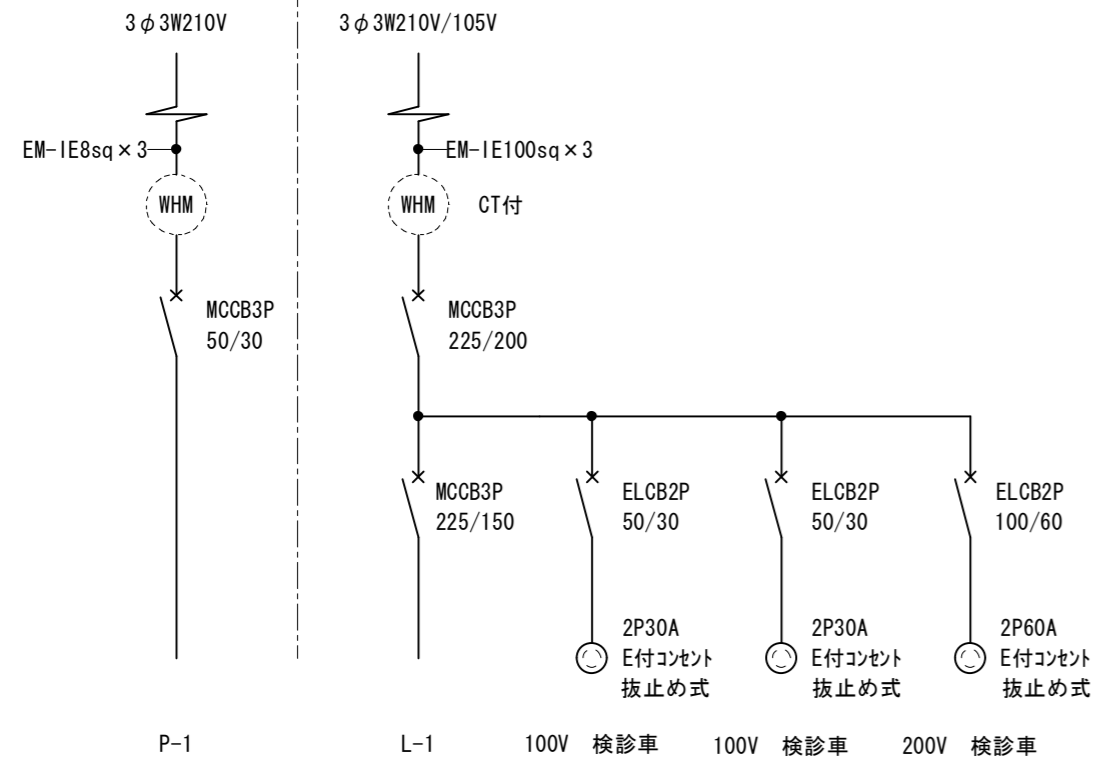 3φ3W210V
3φ3W210V/105V
EM-IE8sq×3
EM-IE100sq×3
WHM
WHM
CT付
MCCB3P
50/30
MCCB3P
225/200
MCCB3P
225/150
ELCB2P
50/30
ELCB2P
50/30
ELCB2P
100/60
2P30A
E付コンセント
抜止め式
2P30A
E付コンセント
抜止め式
2P60A
E付コンセント
抜止め式
P-1
L-1
100V 検診車
100V 検診車
200V 検診車